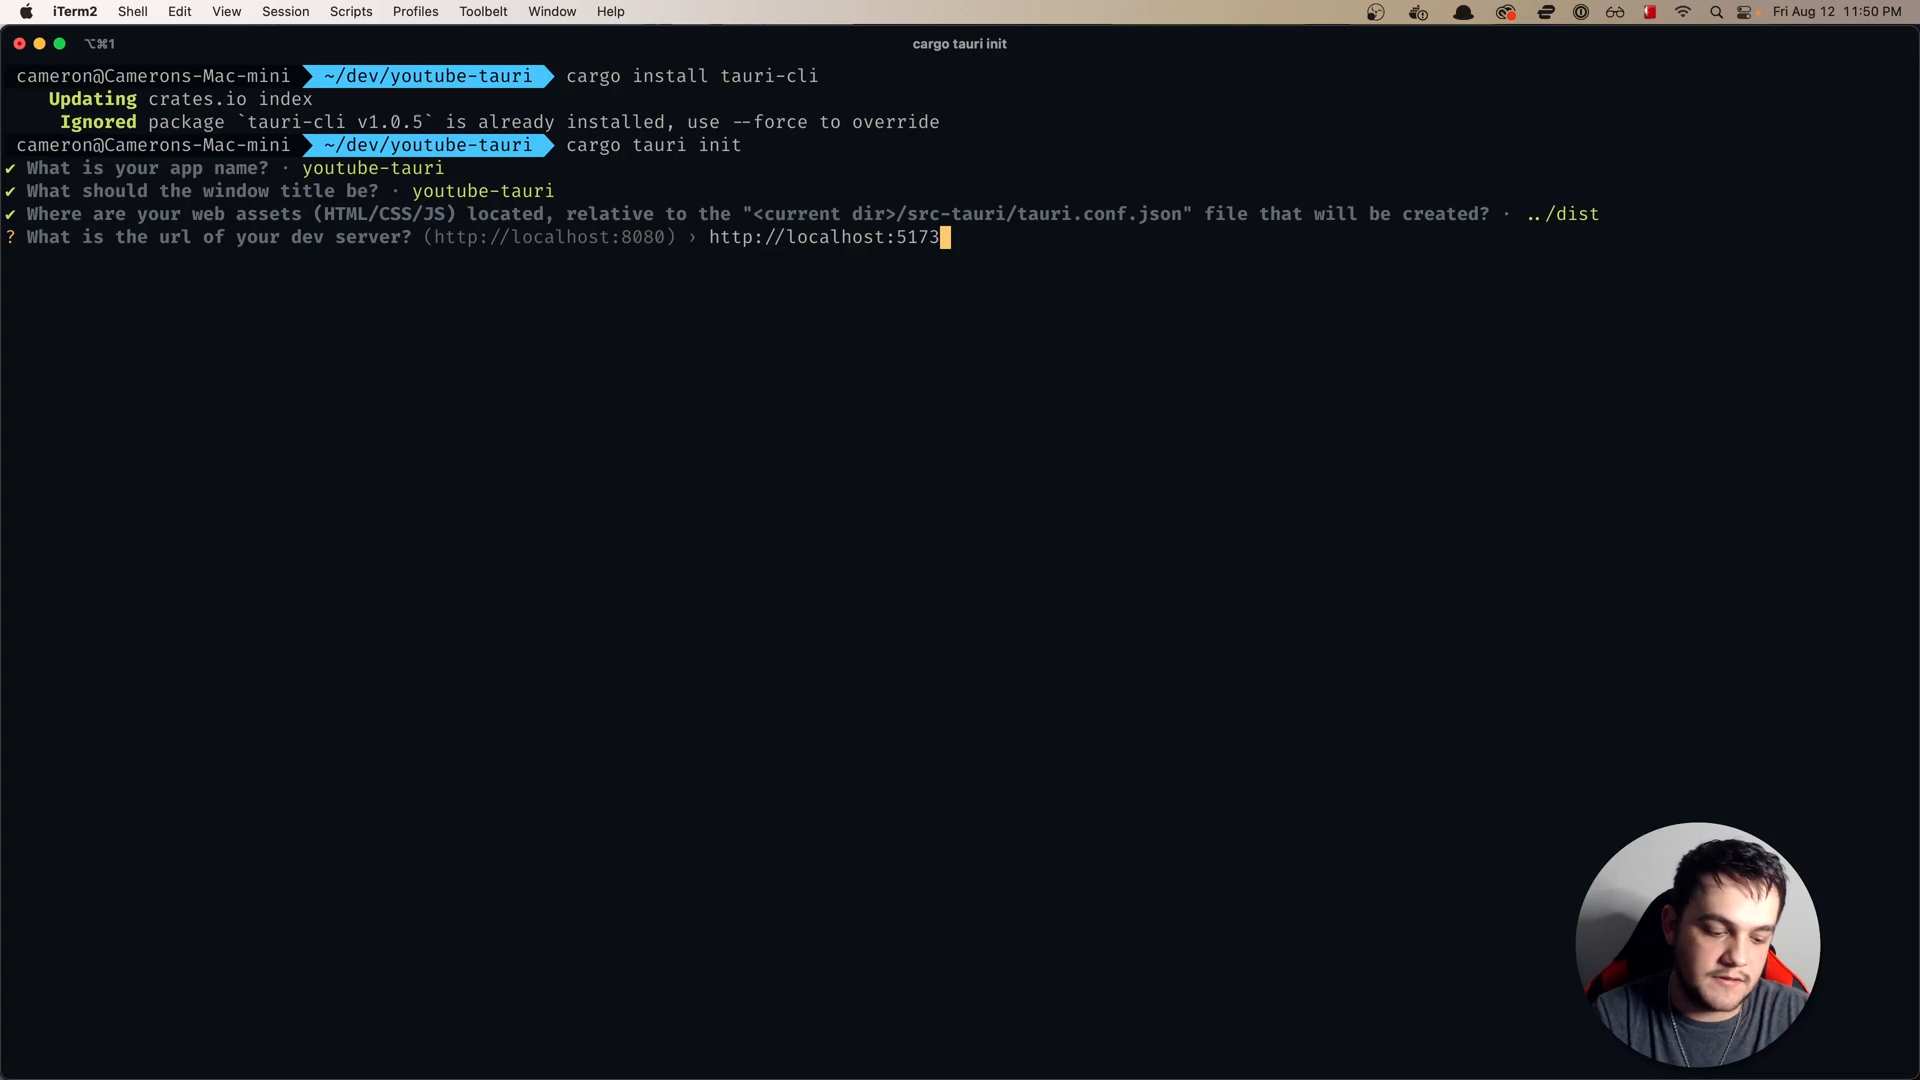 iTerm2 Shell Edit View Session Scripts Profiles Toolbelt Window Help Fri Aug 12 11:50 PM
⌥⌘1 cargo tauri init
cameron@Camerons-Mac-mini ~/dev/youtube-tauri cargo install tauri-cli
Updating crates.io index
Ignored package `tauri-cli v1.0.5` is already installed, use --force to override
cameron@Camerons-Mac-mini ~/dev/youtube-tauri cargo tauri init
✔ What is your app name? · youtube-tauri
✔ What should the window title be? · youtube-tauri
✔ Where are your web assets (HTML/CSS/JS) located, relative to the "<current dir>/src-tauri/tauri.conf.json" file that will be created? · ../dist
? What is the url of your dev server? (http://localhost:8080) › http://localhost:5173